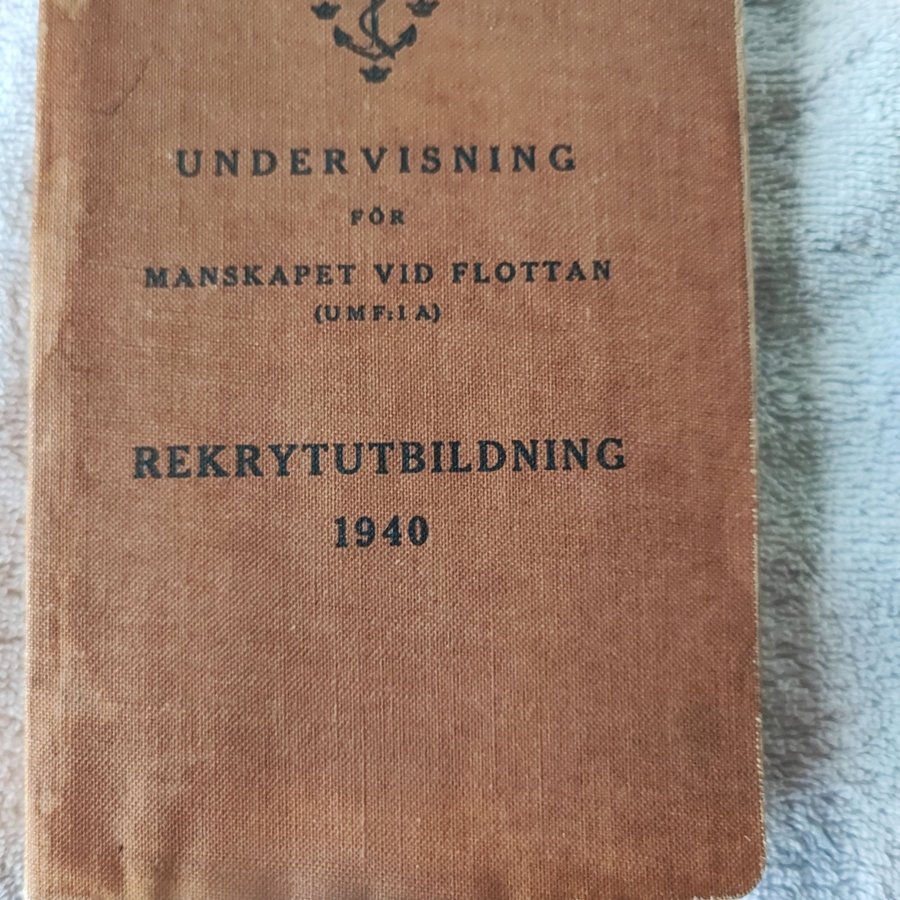 UNDERVISNING
FÖR
MANSKAPET VID FLOTTAN
(UMF:1 A)
REKRYTUTBILDNING
1940